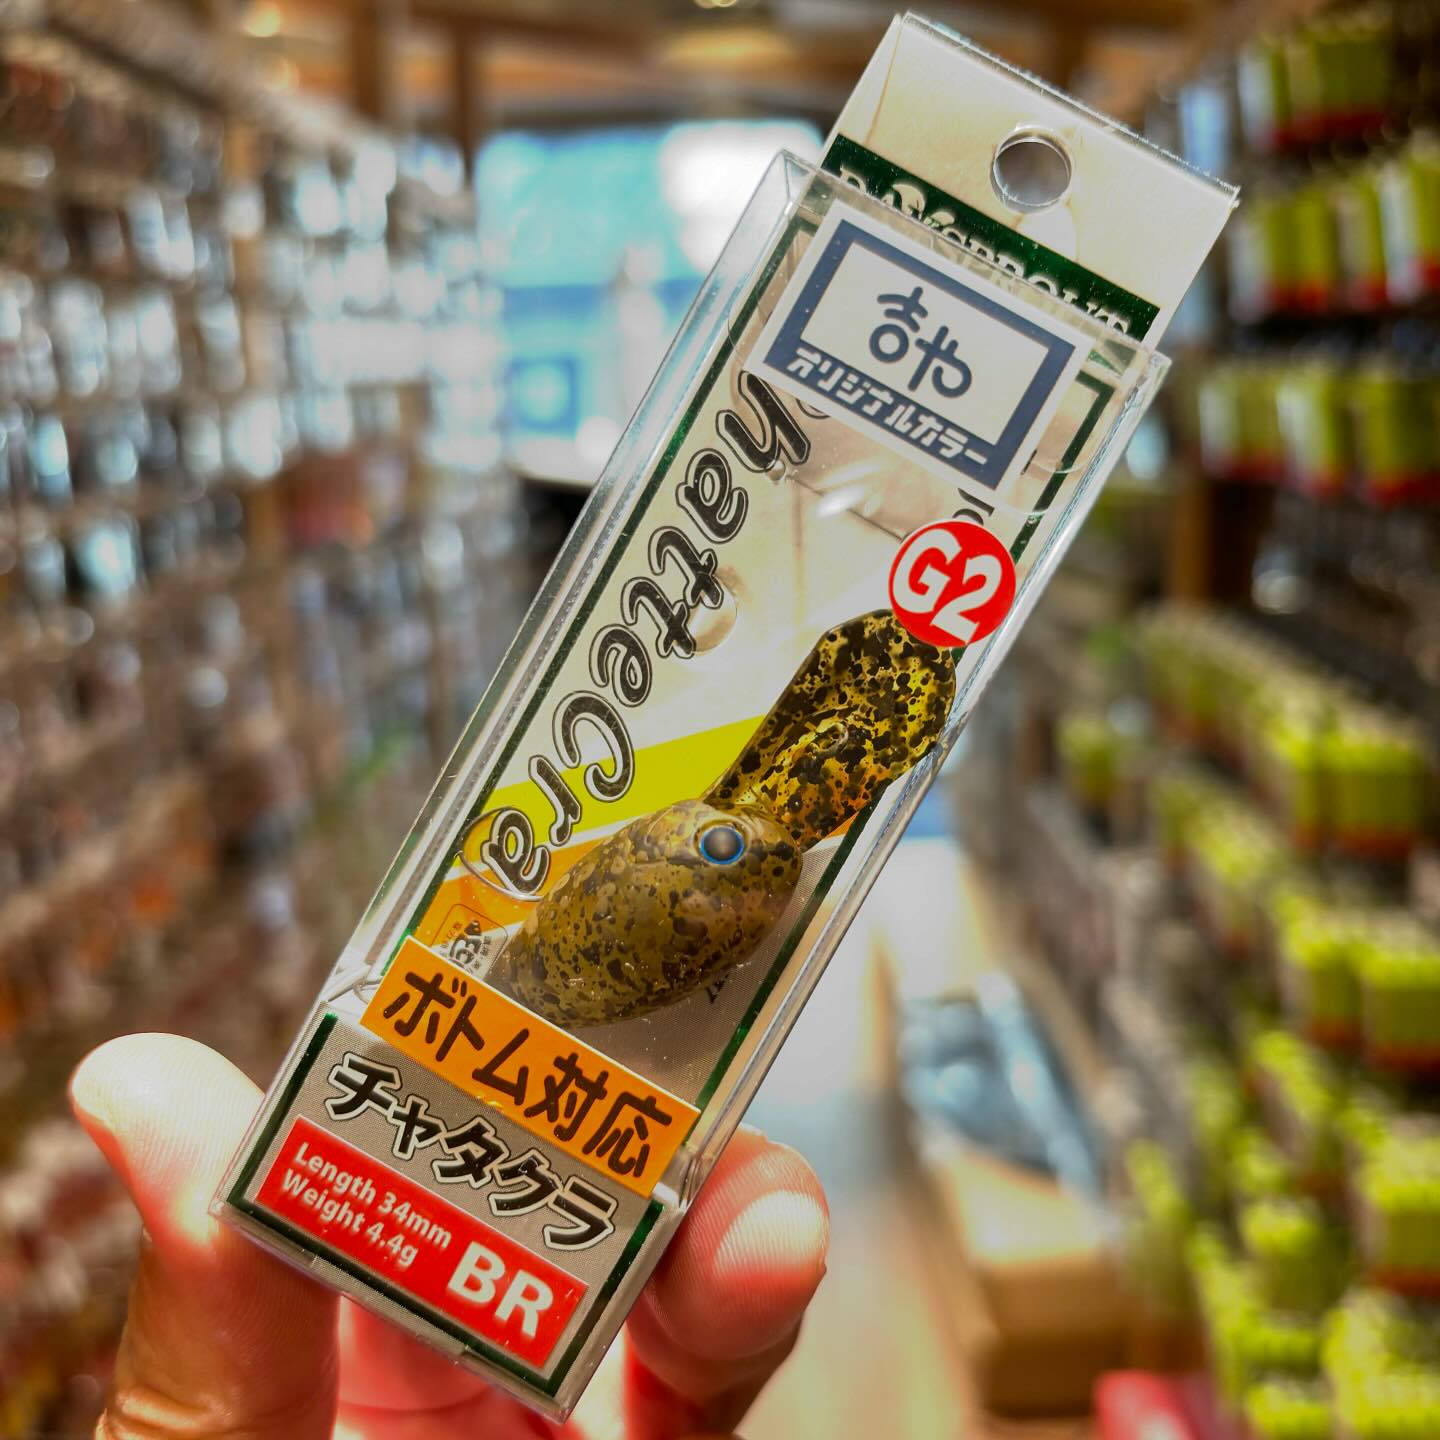 吉や
オリジナルカラー
G2
ChatteCra
ボトム対応
チャタクラ
Length 34mm
Weight 4.4g
BR